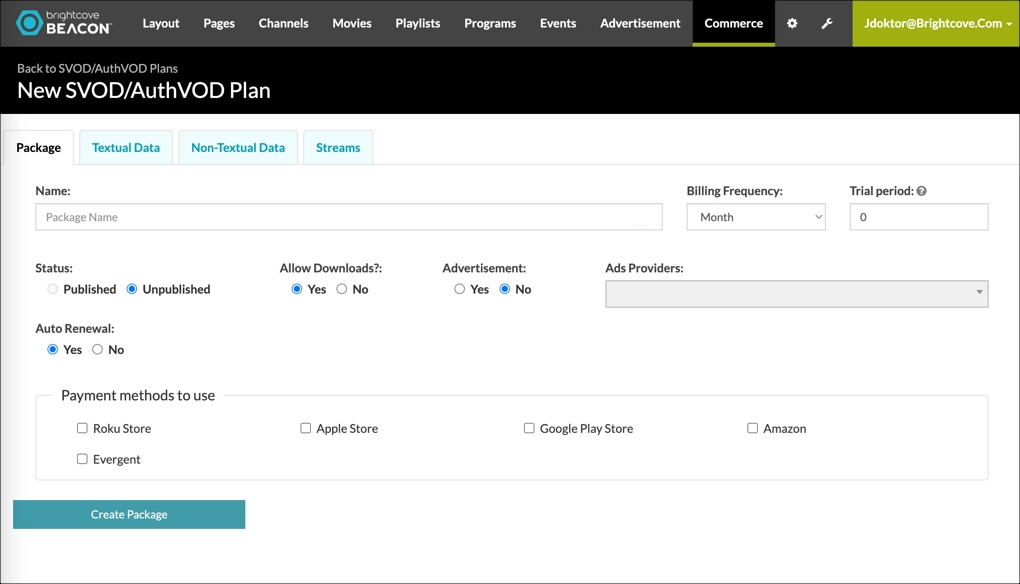 brightcove
BEACON
Layout Pages Channels Movies Playlists Programs Events Advertisement Commerce Jdoktor@Brightcove.Com
Back to SVOD/AuthVOD Plans
New SVOD/AuthVOD Plan
Package Textual Data Non-Textual Data Streams
Name: Billing Frequency: Trial period: ?
Package Name Month 0
Status: Allow Downloads?: Advertisement: Ads Providers:
Published Unpublished Yes No Yes No
Auto Renewal:
Yes No
Payment methods to use
Roku Store Apple Store Google Play Store Amazon
Evergent
Create Package